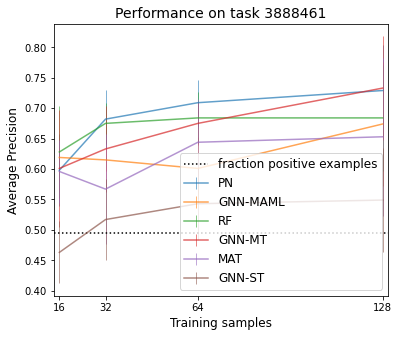 Performance on task 3888461
Average Precision
0.80
0.75
0.70
0.65
0.60
0.55
0.50
0.45
0.40
fraction positive examples
PN
GNN-MAML
RF
GNN-MT
MAT
GNN-ST
16 32 64 128
Training samples